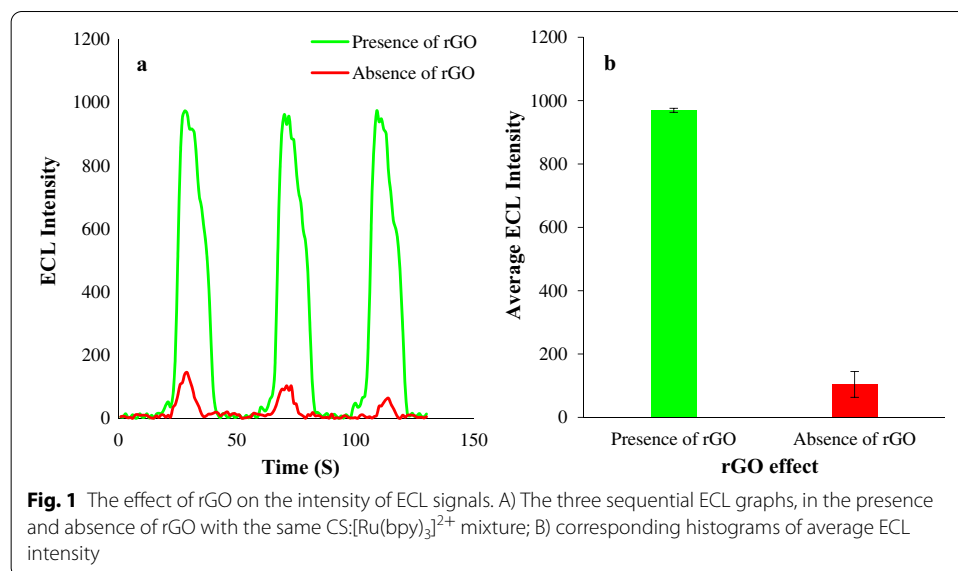 a
Presence of rGO
Absence of rGO
1200
1000
800
600
400
200
0
ECL Intensity
0
50
100
150
Time (S)
b
1200
1000
800
600
400
200
0
Average ECL Intensity
Presence of rGO
Absence of rGO
rGO effect
Fig. 1 The effect of rGO on the intensity of ECL signals. A) The three sequential ECL graphs, in the presence
and absence of rGO with the same CS:[Ru(bpy)₃]²⁺ mixture; B) corresponding histograms of average ECL
intensity